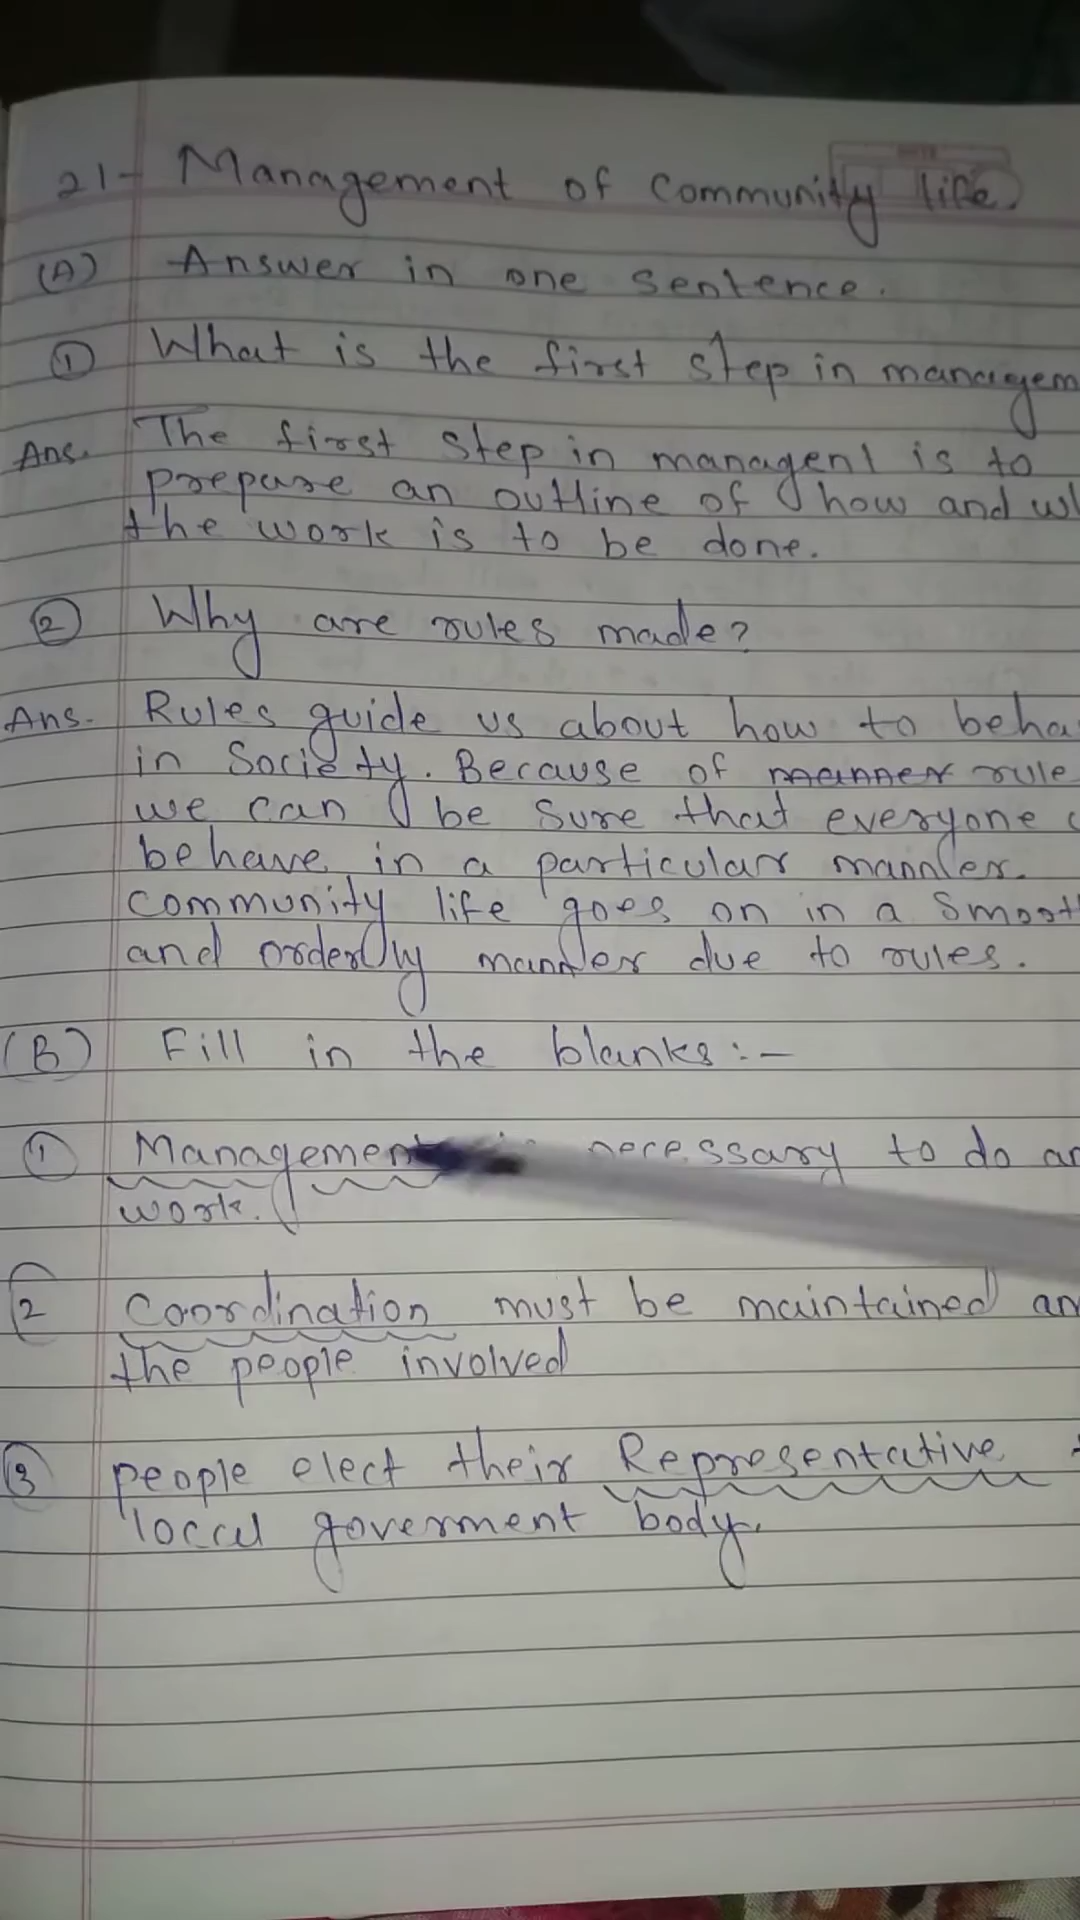 21- Management of Community life.
(A) Answer in one Sentence.
① What is the first step in managem
Ans. The first step in managent is to
prepare an outline of how and wh
the work is to be done.
② Why are rules made?
Ans. Rules guide us about how to beha
in Society. Because of manner rule
we can be sure that everyone
behave in a particular manner.
community life goes on in a Smooth
and orderly manner due to rules.
(B) Fill in the blanks :-
① Management necessary to do an
work.
② Coordination must be maintained am
the people involved
③ people elect their Representative
local goverment body.